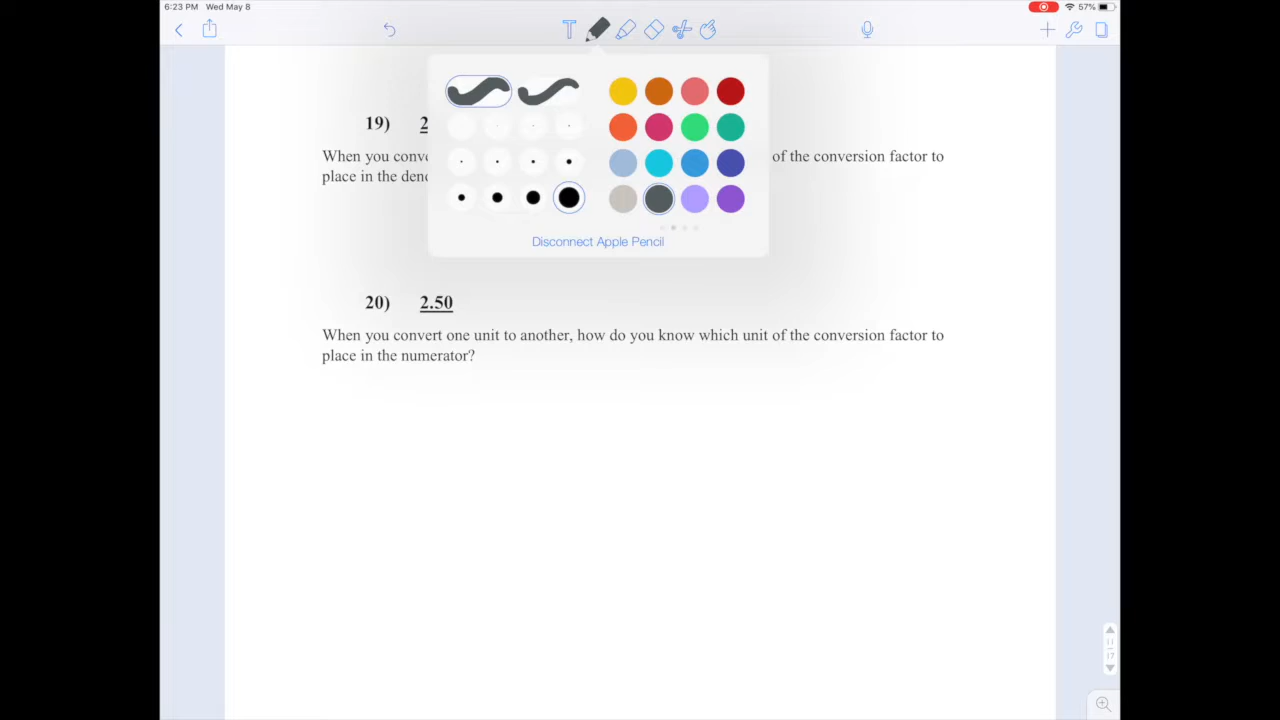 6:23 PM Wed May 8
57%
19) 2
When you conve of the conversion factor to
place in the deno
Disconnect Apple Pencil
20) 2.50
When you convert one unit to another, how do you know which unit of the conversion factor to
place in the numerator?
11
17